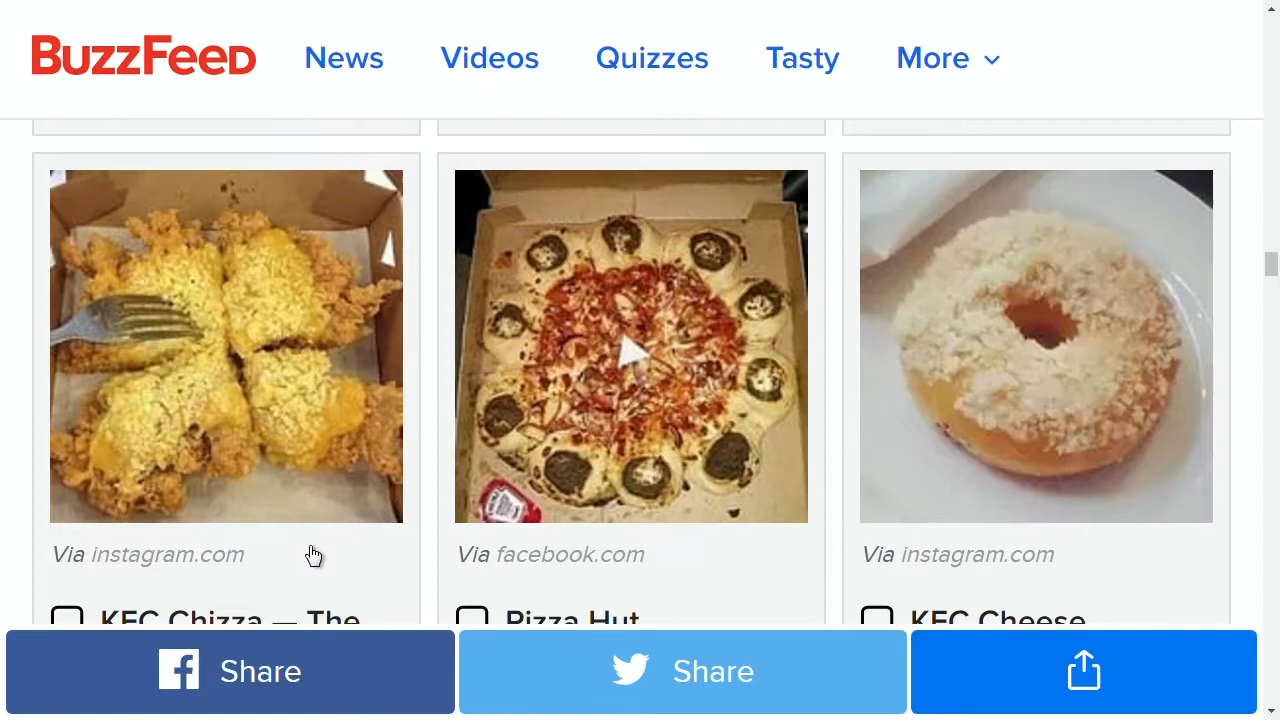 BuzzFeed
News
Videos
Quizzes
Tasty
More
Via instagram.com
Via facebook.com
Via instagram.com
KFC Chizza — The
Pizza Hut
KFC Cheese
Share
Share